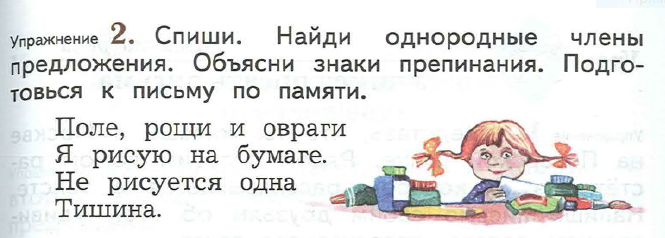 Упражнение 2. Спиши. Найди однородные члены
предложения. Объясни знаки препинания. Подго-
товься к письму по памяти.
Поле, рощи и овраги
Я рисую на бумаге.
Не рисуется одна
Тишина.